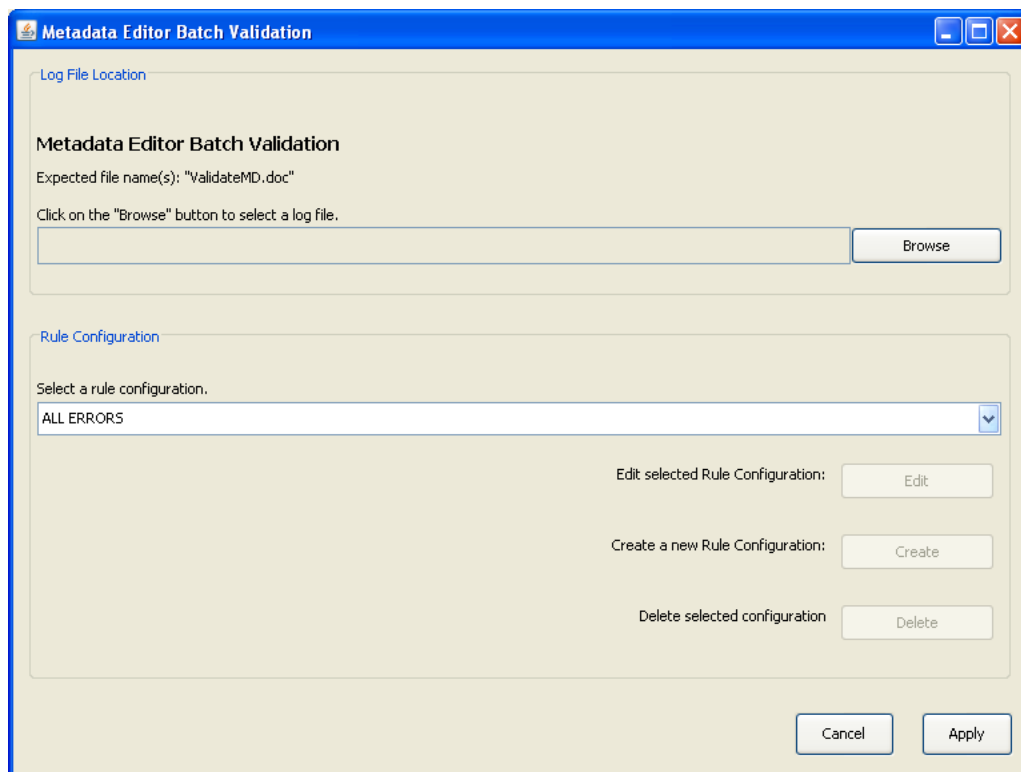 Metadata Editor Batch Validation
Log File Location
Metadata Editor Batch Validation
Expected file name(s): "ValidateMD.doc"
Click on the "Browse" button to select a log file.
Browse
Rule Configuration
Select a rule configuration.
ALL ERRORS
Edit selected Rule Configuration:
Edit
Create a new Rule Configuration:
Create
Delete selected configuration
Delete
Cancel
Apply